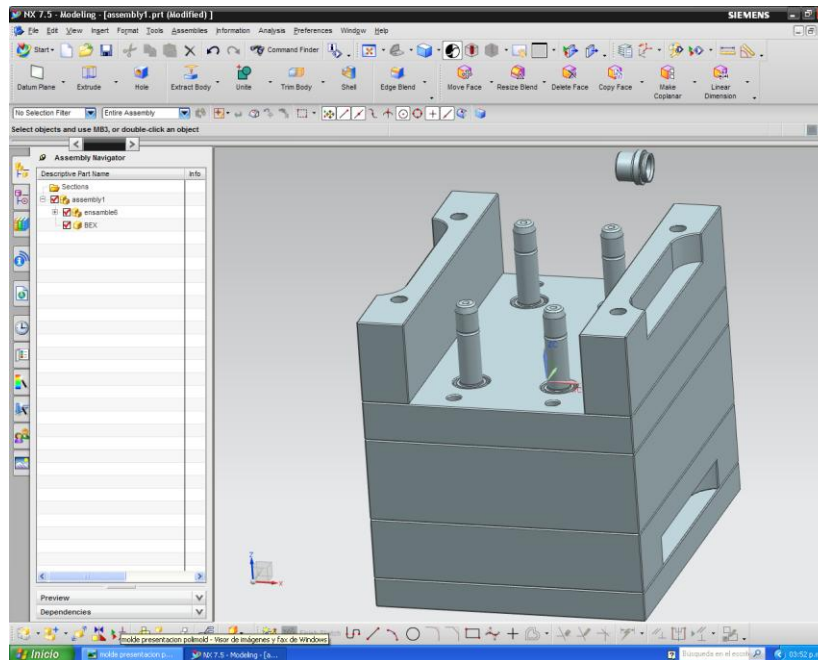 NX 7.5 - Modeling - [assembly1.prt (Modified) ]
SIEMENS
File Edit View Insert Format Tools Assemblies Information Analysis Preferences Window Help
Start Command Finder
Datum Plane Extrude Hole Extract Body Unite Trim Body Shell Edge Blend Move Face Resize Blend Delete Face Copy Face Make Coplanar Linear Dimension
No Selection Filter Entire Assembly
Select objects and use MB3, or double-click an object
Assembly Navigator
Descriptive Part Name Info
Sections
assembly1
ensamble6
BEX
Z
X
Preview
Dependencies
molde presentacion polimoid - Visor de imágenes y fax de Windows
Inicio molde presentacion p... NX 7.5 - Modeling - [a... Búsqueda en el escrito 03:52 p.m.